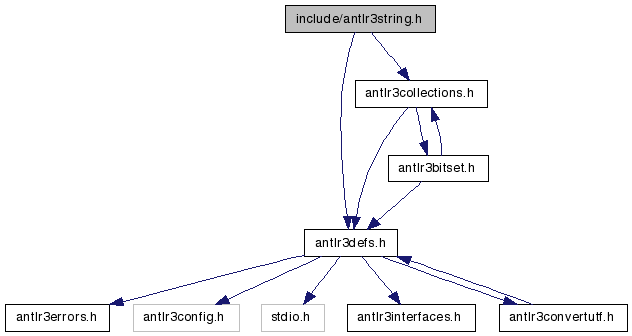 include/antlr3string.h
antlr3collections.h
antlr3bitset.h
antlr3defs.h
antlr3errors.h
antlr3config.h
stdio.h
antlr3interfaces.h
antlr3convertutf.h